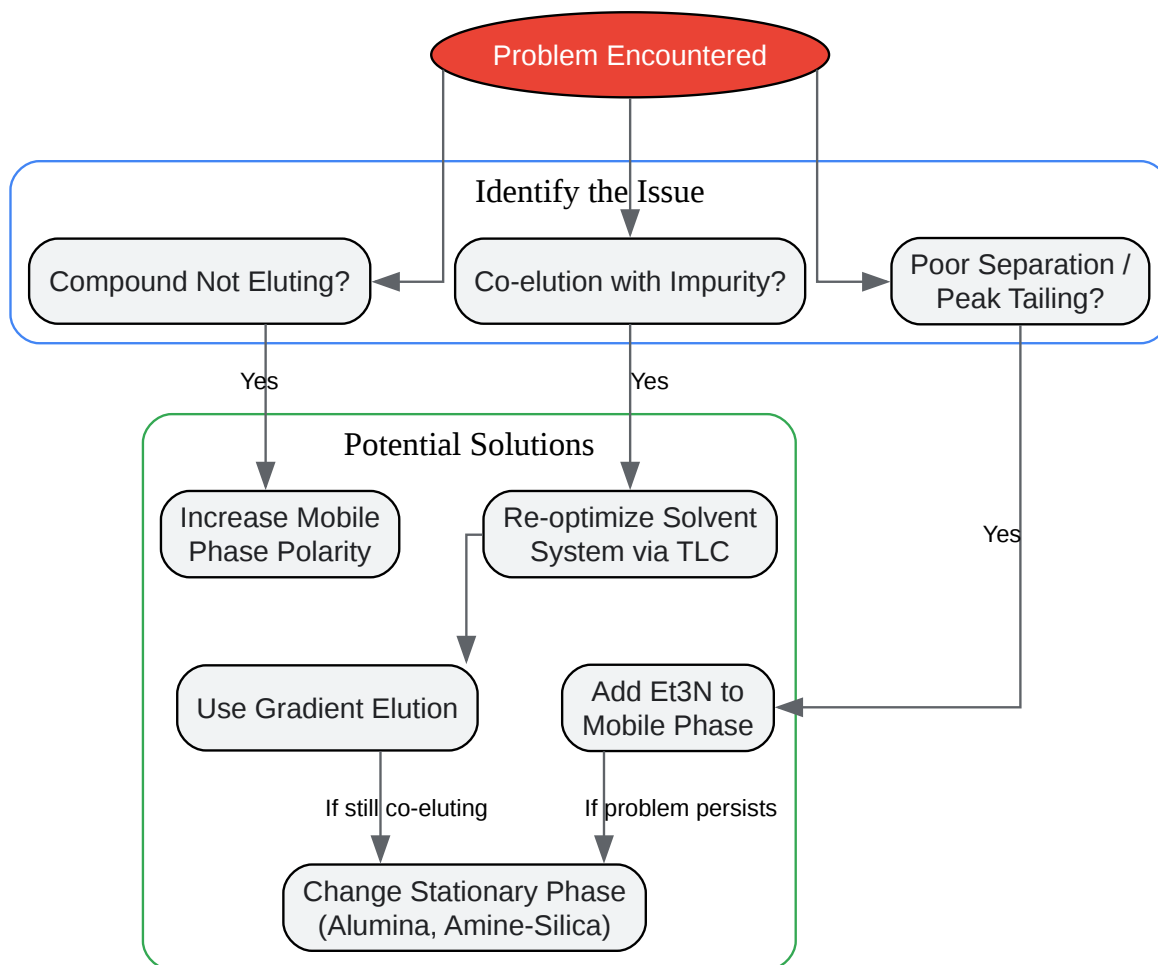 Problem Encountered
Identify the Issue
Compound Not Eluting?
Co-elution with Impurity?
Poor Separation /
Peak Tailing?
Yes
Yes
Potential Solutions
Increase Mobile
Phase Polarity
Re-optimize Solvent
System via TLC
Yes
Use Gradient Elution
Add Et3N to
Mobile Phase
If still co-eluting
If problem persists
Change Stationary Phase
(Alumina, Amine-Silica)